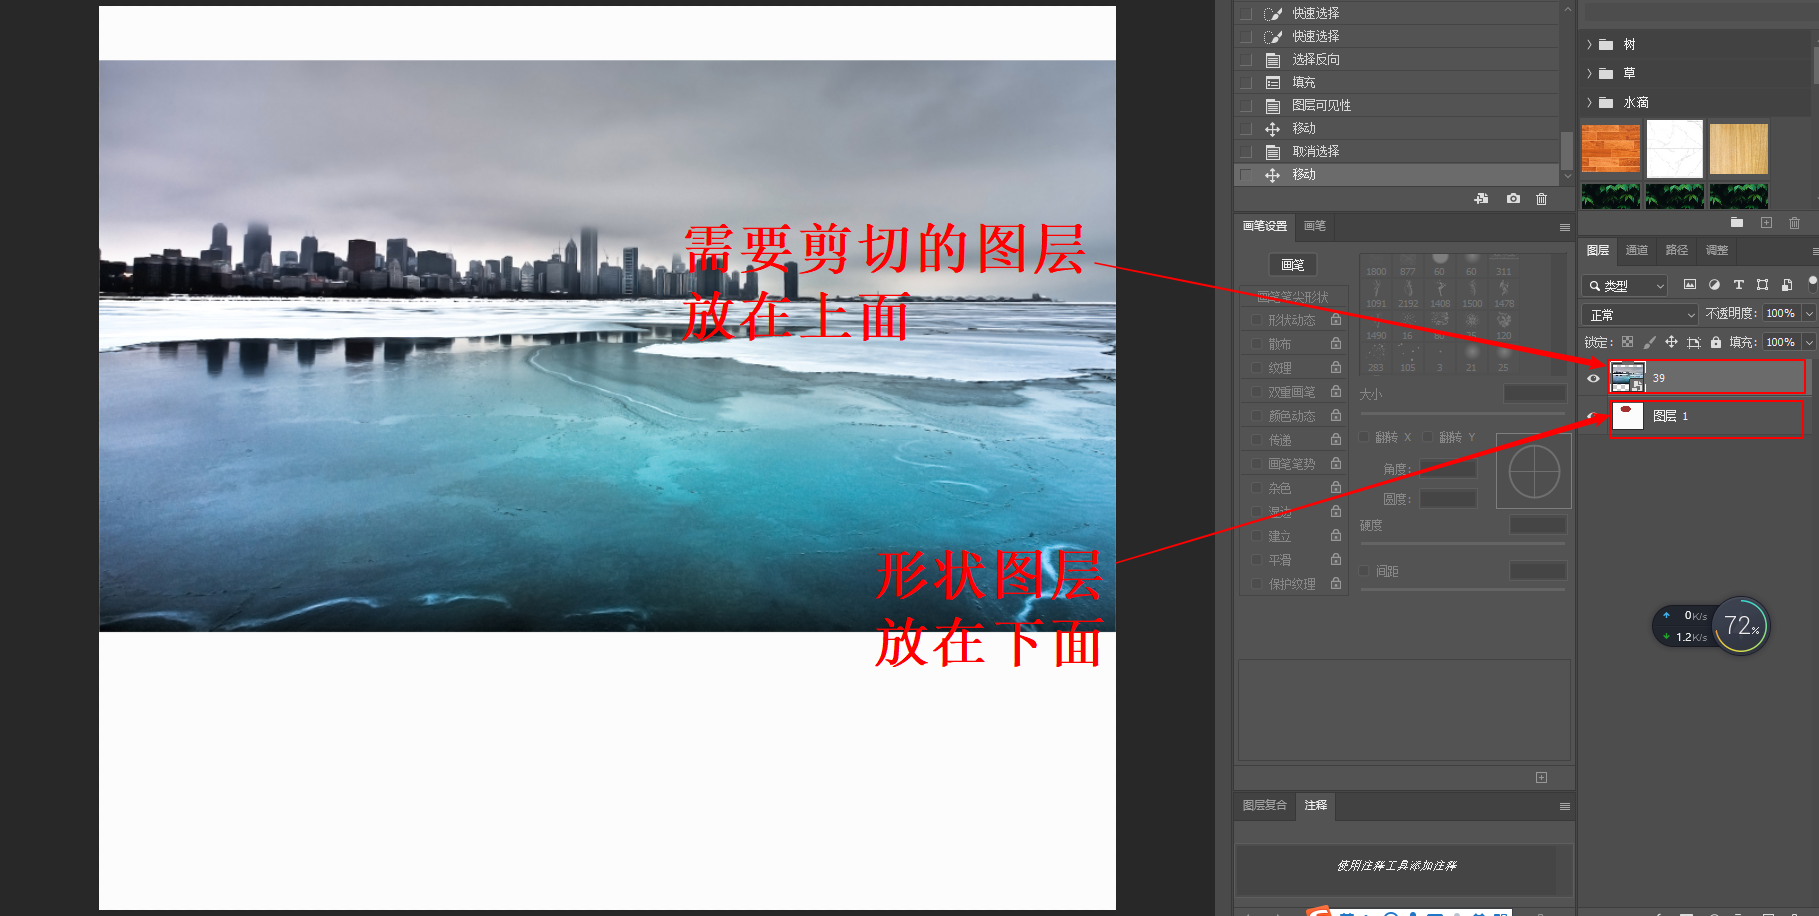 需要剪切的图层
放在上面
形状图层
放在下面
快速选择
快速选择
选择反向
填充
图层可见性
移动
取消选择
移动
画笔设置 画笔
画笔
1800 877 60 60 311
画笔笔尖形状 1091 2192 1408 1500 1478
形状动态 1490 16 60 25 120
散布
纹理 283 105 3 21 25
双重画笔 大小
颜色动态
传递 翻转 X 翻转 Y
画笔笔势 角度:
杂色 圆度:
湿边 硬度
建立
平滑 间距
保护纹理
图层复合 注释
使用注释工具添加注释
树
草
水滴
图层 通道 路径 调整
类型
正常 不透明度: 100%
锁定: 填充: 100%
39
图层 1
0K/s
1.2K/s
72%